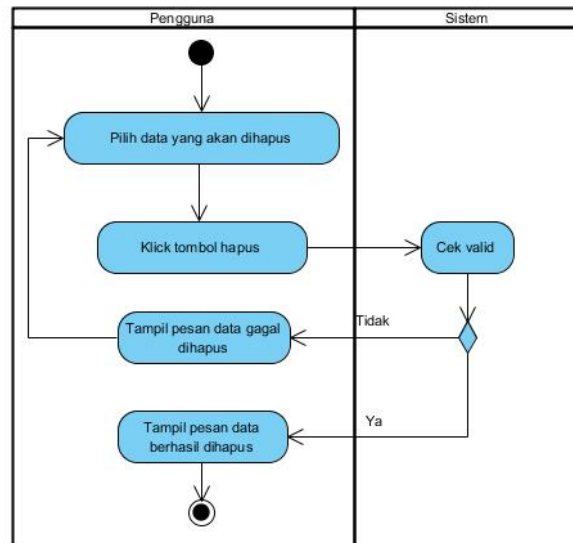 Pengguna
Sistem
Pilih data yang akan dihapus
Klick tombol hapus
Cek valid
Tampil pesan data gagal
dihapus
Tidak
Tampil pesan data
berhasil dihapus
Ya